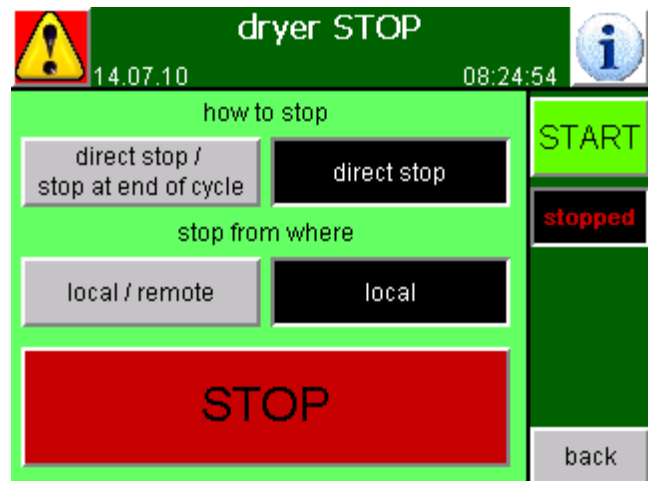 dryer STOP
14.07.10 08:24:54
how to stop
direct stop /
stop at end of cycle
direct stop
stop from where
local / remote
local
STOP
START
stopped
back